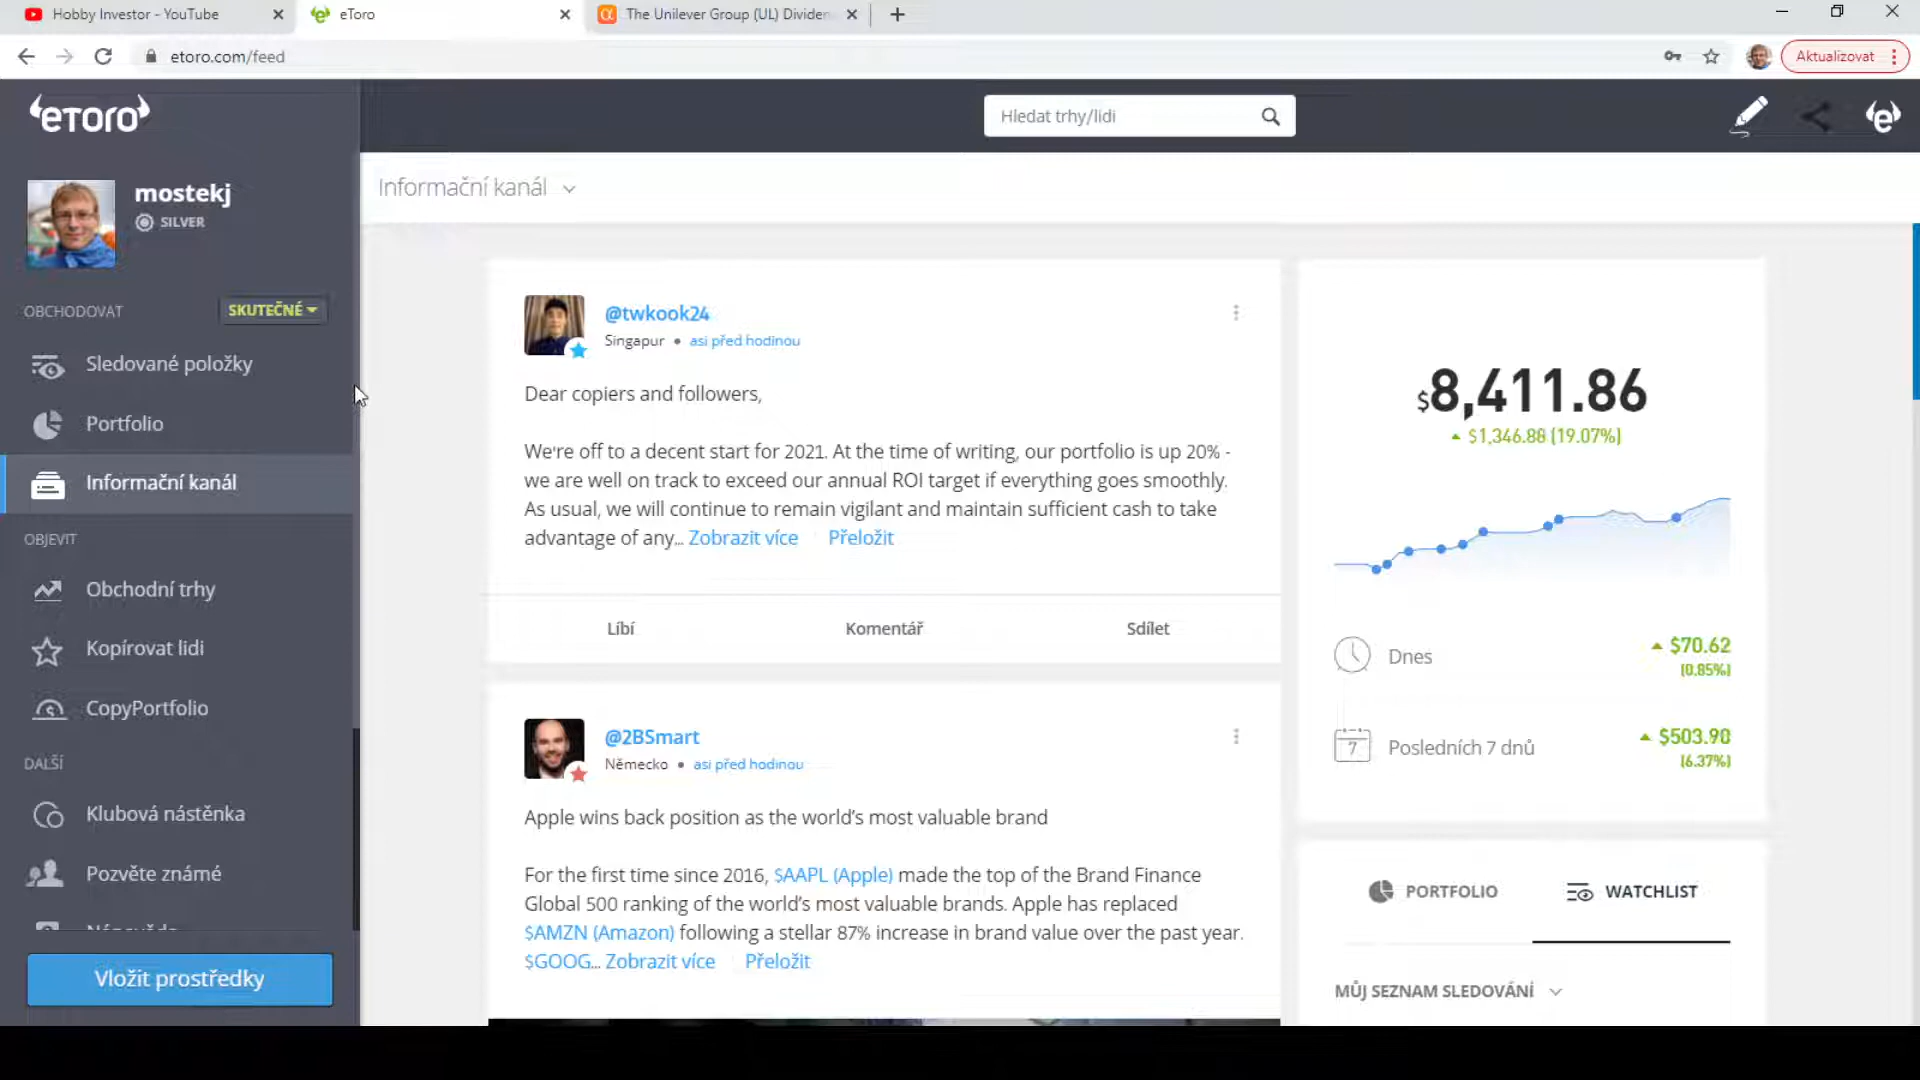 Hobby Investor - YouTube
eToro
The Unilever Group (UL) Dividen
etoro.com/feed
Aktualizovat
eToro
Hledat trhy/lidi
mostekj
SILVER
OBCHODOVAT
SKUTEČNÉ
Sledované položky
Portfolio
Informační kanál
OBJEVIT
Obchodní trhy
Kopírovat lidi
CopyPortfolio
DALŠÍ
Klubová nástěnka
Pozvěte známé
Vložit prostředky
Informační kanál
@twkook24
Singapur • asi před hodinou
Dear copiers and followers,
We're off to a decent start for 2021. At the time of writing, our portfolio is up 20% -
we are well on track to exceed our annual ROI target if everything goes smoothly.
As usual, we will continue to remain vigilant and maintain sufficient cash to take
advantage of any... Zobrazit více Přeložit
Líbí Komentář Sdílet
@2BSmart
Německo • asi před hodinou
Apple wins back position as the world's most valuable brand
For the first time since 2016, $AAPL (Apple) made the top of the Brand Finance
Global 500 ranking of the world's most valuable brands. Apple has replaced
$AMZN (Amazon) following a stellar 87% increase in brand value over the past year.
$GOOG... Zobrazit více Přeložit
$8,411.86
$1,346.88 (19.07%)
Dnes
$70.62
(0.85%)
7
Posledních 7 dnů
$503.90
(6.37%)
PORTFOLIO
WATCHLIST
MŮJ SEZNAM SLEDOVÁNÍ